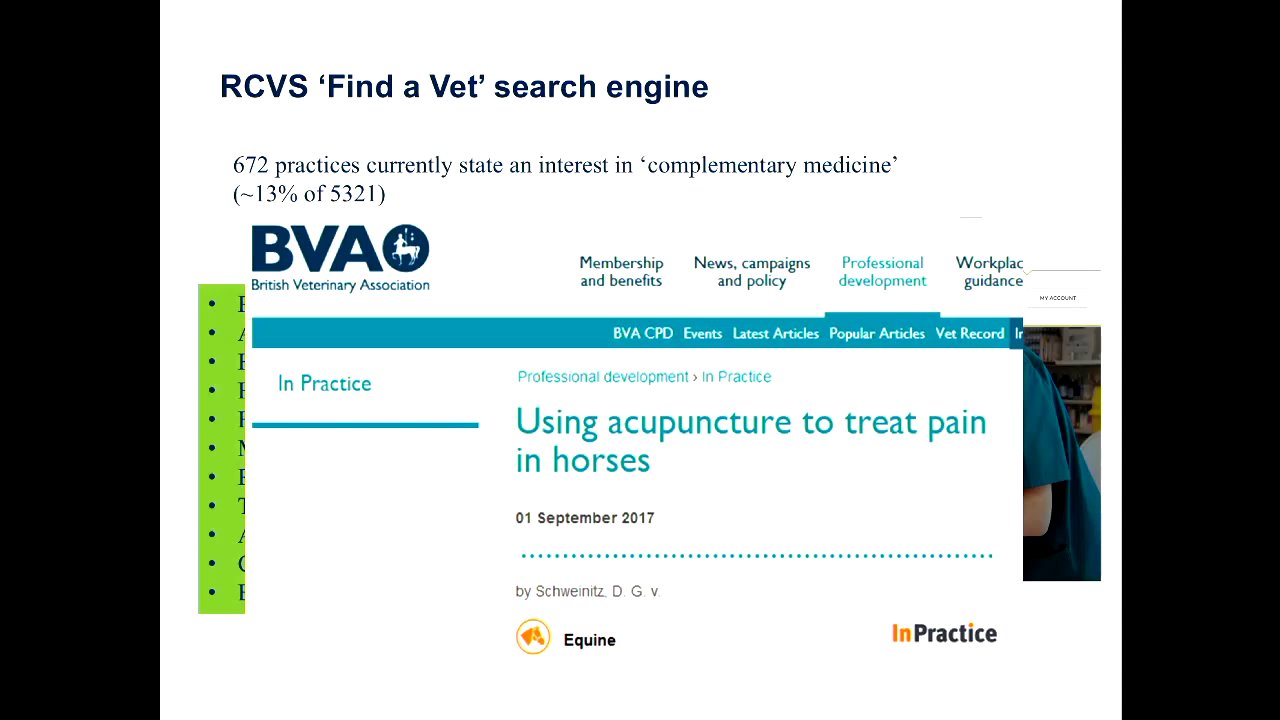 RCVS ‘Find a Vet’ search engine
672 practices currently state an interest in ‘complementary medicine’
(~13% of 5321)
BVA
British Veterinary Association
Membership
and benefits
News, campaigns
and policy
Professional
development
guidance
MY ACCOUNT
BVA CPD Events Latest Articles Popular Articles Vet Record
In Practice
Professional development › In Practice
Using acupuncture to treat pain
in horses
01 September 2017
by Schweinitz, D. G. v.
Equine
InPractice